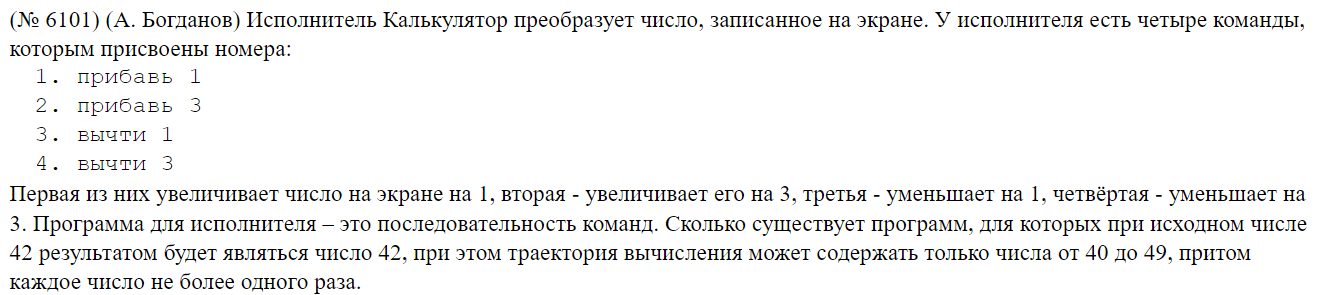 (№ 6101) (А. Богданов) Исполнитель Калькулятор преобразует число, записанное на экране. У исполнителя есть четыре команды,
которым присвоены номера:
1. прибавь 1
2. прибавь 3
3. вычти 1
4. вычти 3
Первая из них увеличивает число на экране на 1, вторая - увеличивает его на 3, третья - уменьшает на 1, четвёртая - уменьшает на
3. Программа для исполнителя – это последовательность команд. Сколько существует программ, для которых при исходном числе
42 результатом будет являться число 42, при этом траектория вычисления может содержать только числа от 40 до 49, притом
каждое число не более одного раза.